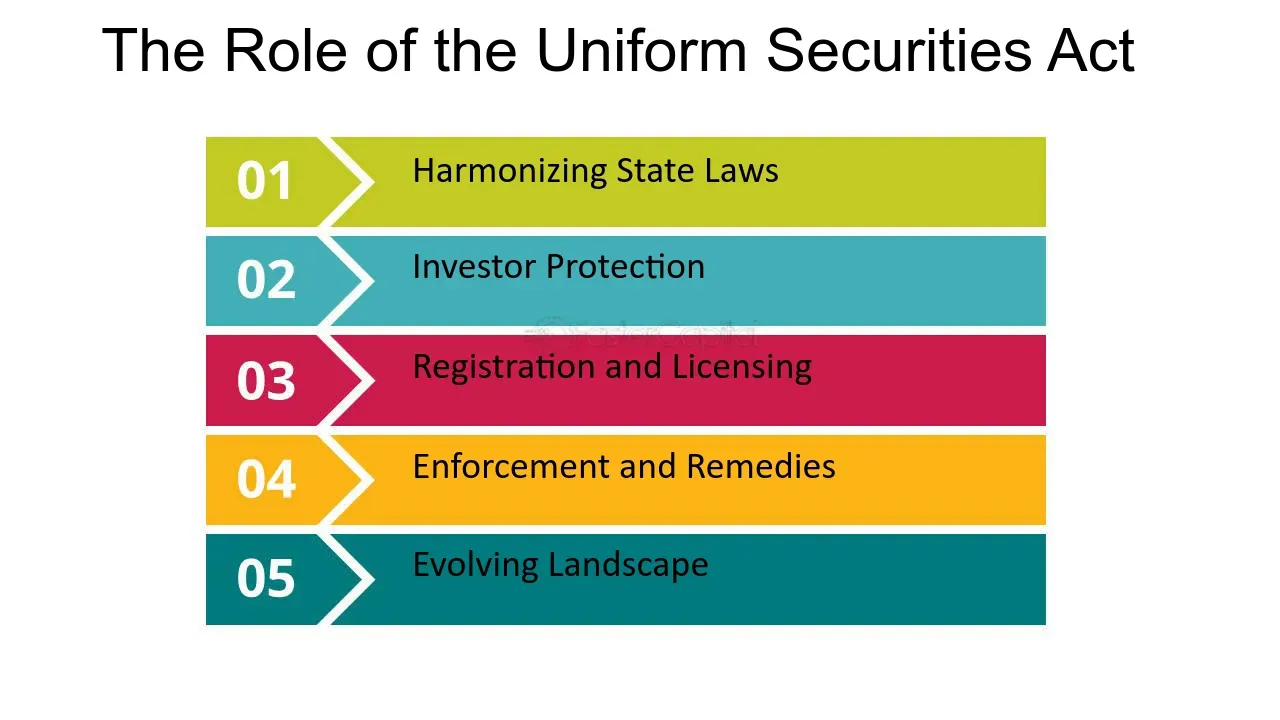 The Role of the Uniform Securities Act
01
Harmonizing State Laws
02
Investor Protection
FasterCapital
03
Registration and Licensing
04
Enforcement and Remedies
05
Evolving Landscape